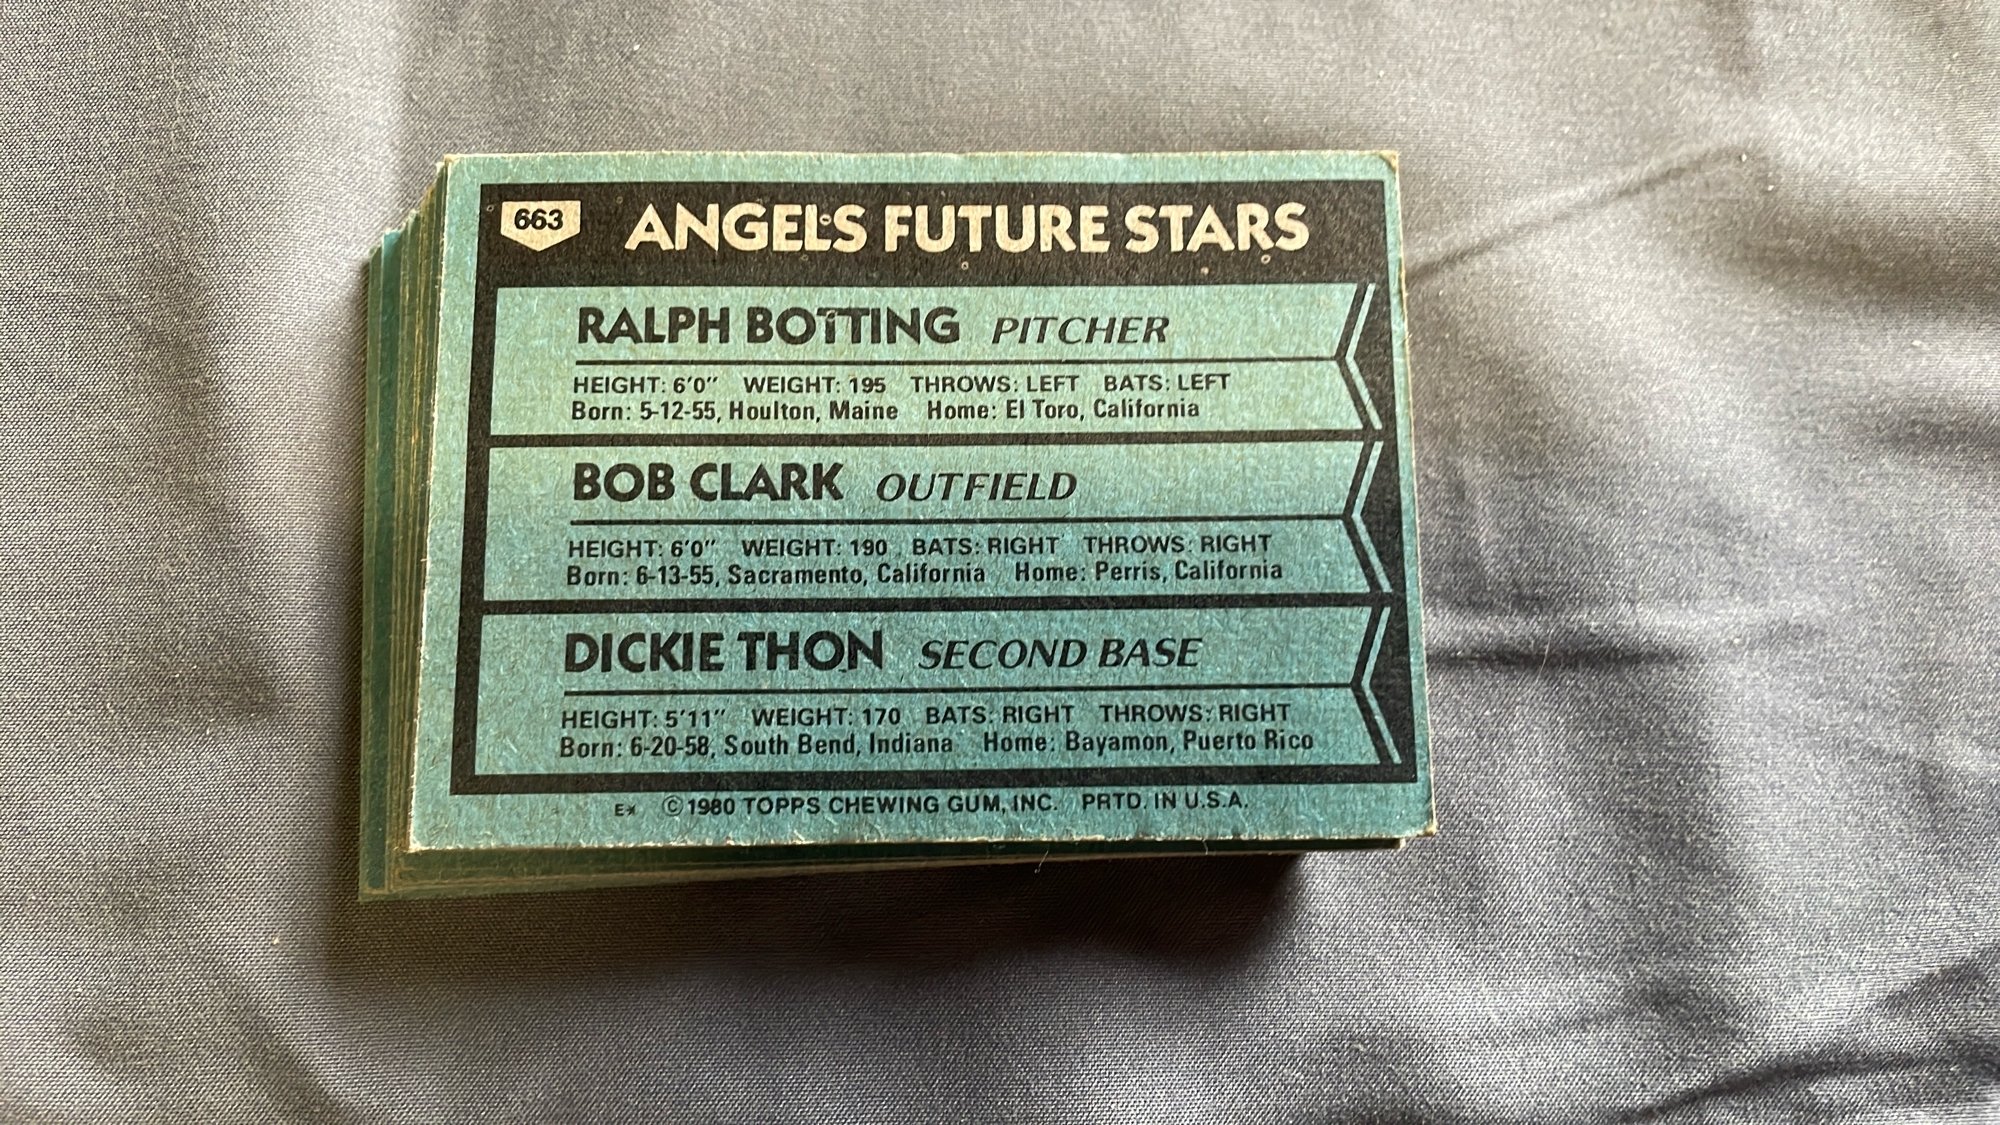 663 ANGELS FUTURE STARS
RALPH BOTTING PITCHER
HEIGHT: 6'0" WEIGHT: 195 THROWS: LEFT BATS: LEFT
Born: 5-12-55, Houlton, Maine Home: El Toro, California
BOB CLARK OUTFIELD
HEIGHT: 6'0" WEIGHT: 190 BATS: RIGHT THROWS: RIGHT
Born: 6-13-55, Sacramento, California Home: Perris, California
DICKIE THON SECOND BASE
HEIGHT: 5'11" WEIGHT: 170 BATS: RIGHT THROWS: RIGHT
Born: 6-20-58, South Bend, Indiana Home: Bayamon, Puerto Rico
E* © 1980 TOPPS CHEWING GUM, INC. PRTD. IN U.S.A.